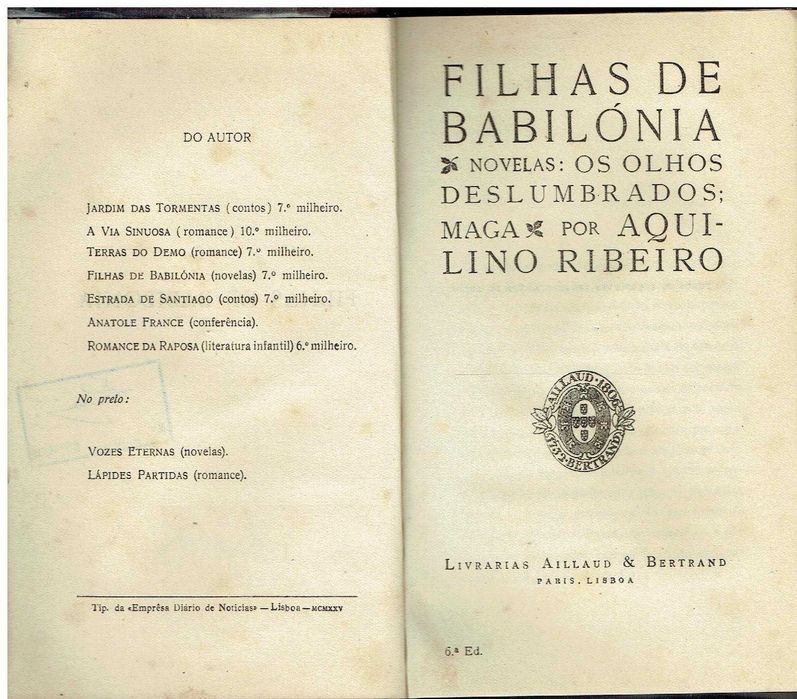 DO AUTOR
JARDIM DAS TORMENTAS (contos) 7.º milheiro.
A VIA SINUOSA (romance) 10.º milheiro.
TERRAS DO DEMO (romance) 7.º milheiro.
FILHAS DE BABILÓNIA (novelas) 7.º milheiro.
ESTRADA DE SANTIAGO (contos) 7.º milheiro.
ANATOLE FRANCE (conferência).
ROMANCE DA RAPOSA (literatura infantil) 6.º milheiro.
No prelo:
VOZES ETERNAS (novelas).
LÁPIDES PARTIDAS (romance).
Tip. da «Emprêsa Diário de Noticias» — Lisboa — MCMXXV
FILHAS DE
BABILÓNIA
NOVELAS: OS OLHOS
DESLUMBRADOS;
MAGA POR AQUI-
LINO RIBEIRO
AILLAUD · 1806
1732 · BERTRAND
LIVRARIAS AILLAUD & BERTRAND
PARIS. LISBOA
6.ª Ed.